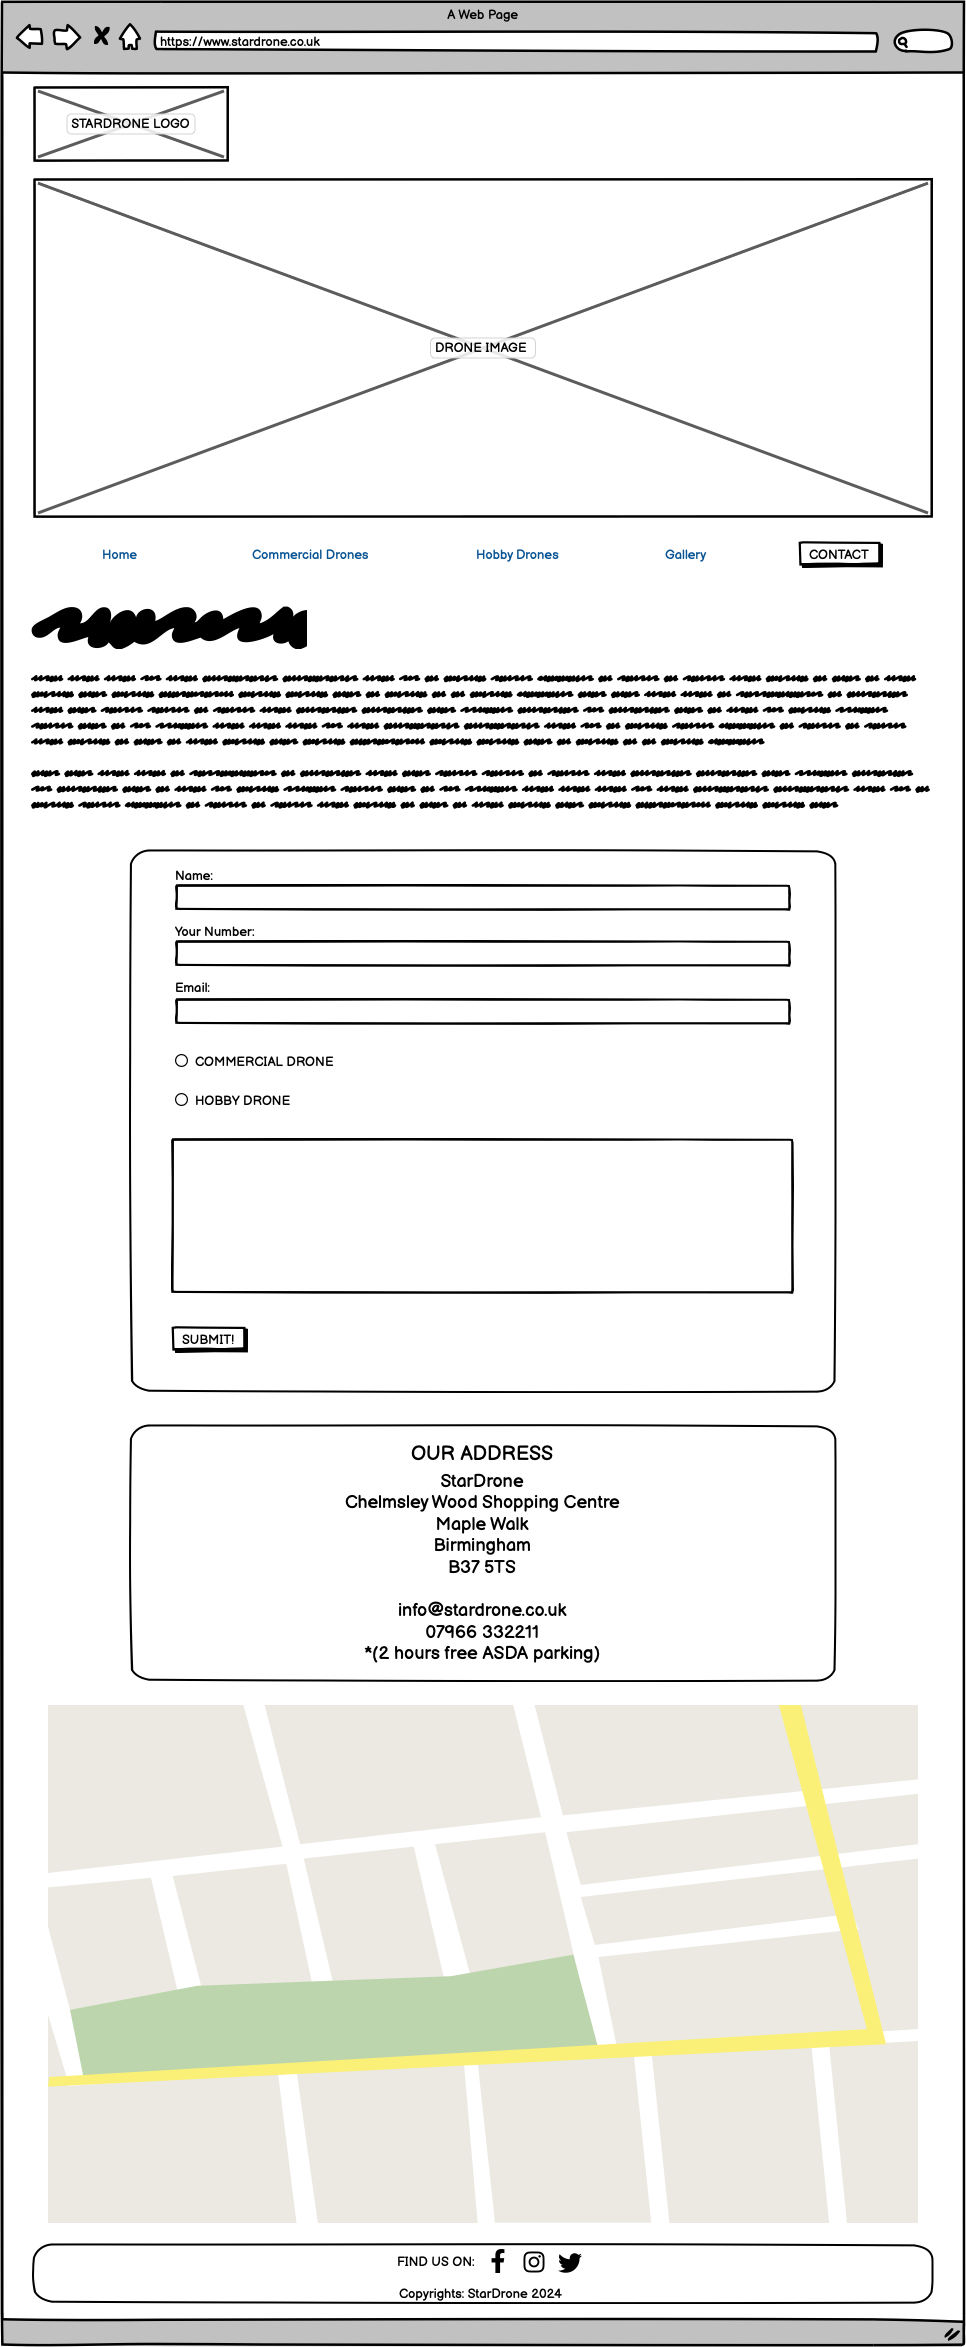 A Web Page
https://www.stardrone.co.uk
STARDRONE LOGO
DRONE IMAGE
Home Commercial Drones Hobby Drones Gallery CONTACT
Name:
Your Number:
Email:
COMMERCIAL DRONE
HOBBY DRONE
SUBMIT!
OUR ADDRESS
StarDrone
Chelmsley Wood Shopping Centre
Maple Walk
Birmingham
B37 5TS
info@stardrone.co.uk
07966 332211
*(2 hours free ASDA parking)
FIND US ON:
Copyrights: StarDrone 2024